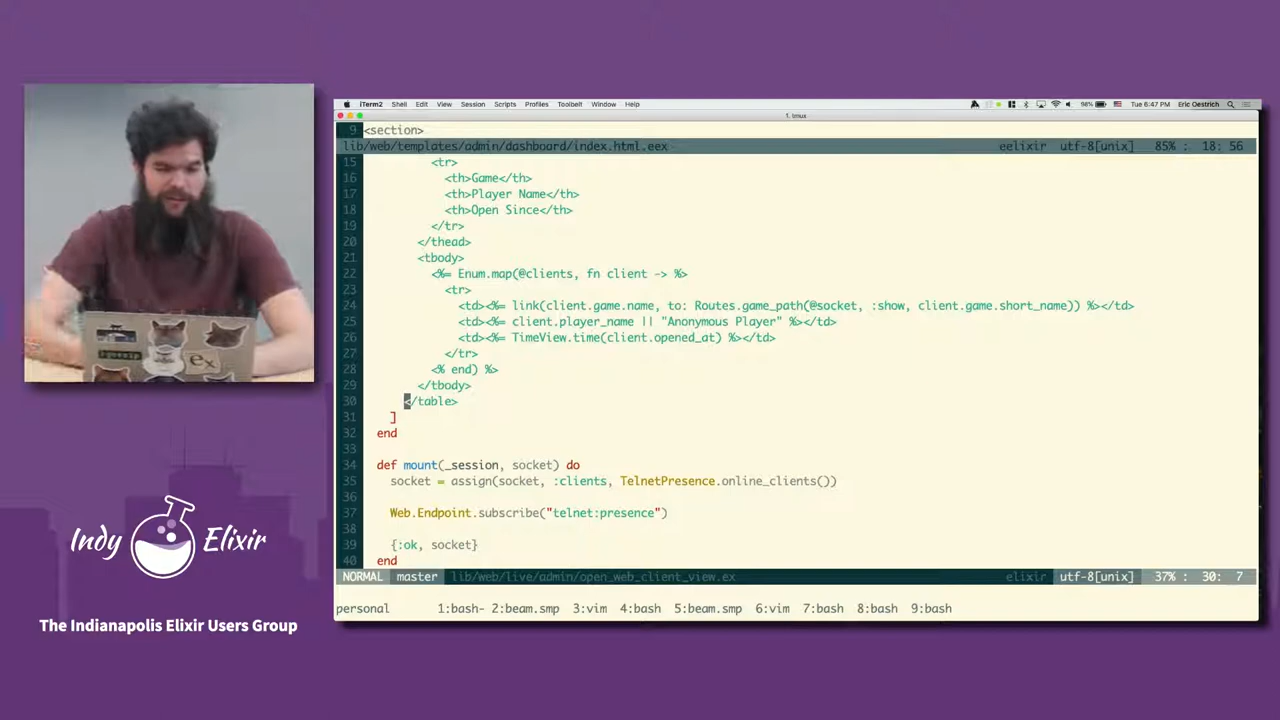 iTerm2 Shell Edit View Session Scripts Profiles Toolbelt Window Help 98% Tue 6:47 PM Eric Oestrich
1. tmux
9 <section>
lib/web/templates/admin/dashboard/index.html.eex eelixir utf-8[unix] 85% : 18: 56
15 <tr>
16 <th>Game</th>
17 <th>Player Name</th>
18 <th>Open Since</th>
19 </tr>
20 </thead>
21 <tbody>
22 <%= Enum.map(@clients, fn client -> %>
23 <tr>
24 <td><%= link(client.game.name, to: Routes.game_path(@socket, :show, client.game.short_name)) %></td>
25 <td><%= client.player_name || "Anonymous Player" %></td>
26 <td><%= TimeView.time(client.opened_at) %></td>
27 </tr>
28 <% end) %>
29 </tbody>
30 </table>
31 ]
32 end
33
34 def mount(_session, socket) do
35 socket = assign(socket, :clients, TelnetPresence.online_clients())
36
37 Web.Endpoint.subscribe("telnet:presence")
38
39 {:ok, socket}
40 end
NORMAL master lib/web/live/admin/open_web_client_view.ex elixir utf-8[unix] 37% : 30: 7
personal 1:bash- 2:beam.smp 3:vim 4:bash 5:beam.smp 6:vim 7:bash 8:bash 9:bash
ex
Indy Elixir
The Indianapolis Elixir Users Group